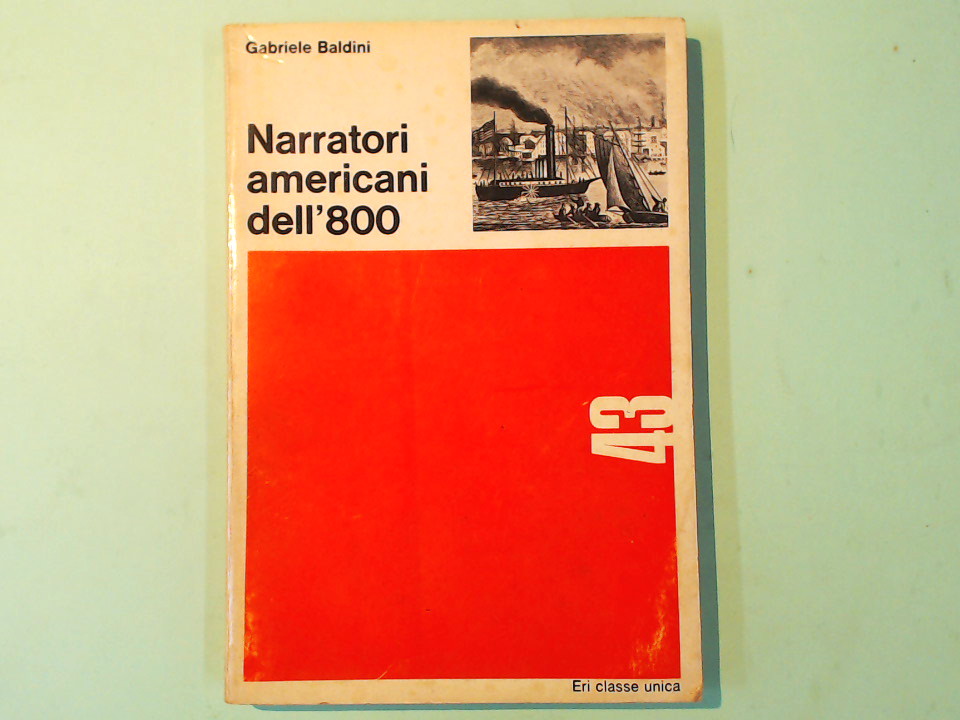 Gabriele Baldini
Narratori
americani
dell'800
43
Eri classe unica